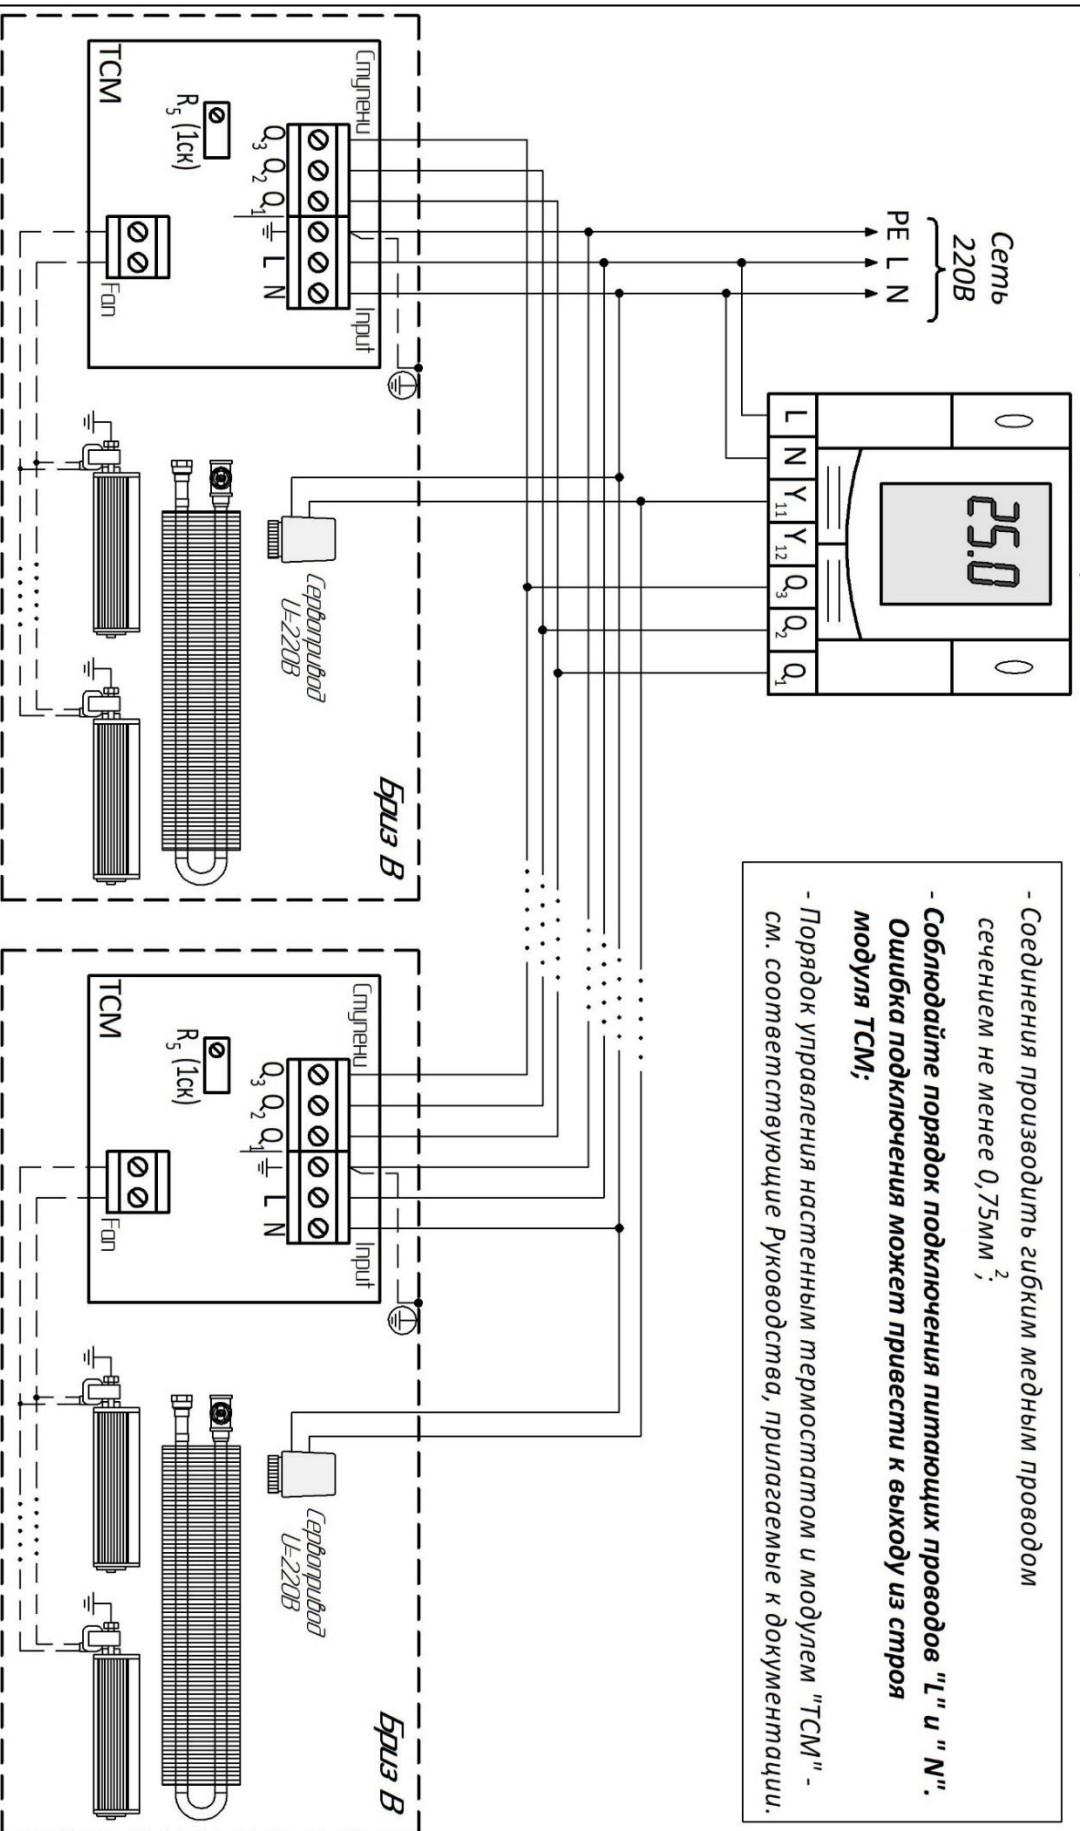 Сеть
220В
PE L N
25.0
L N Y11 Y12 Q3 Q2 Q1
- Соединения производить гибким медным проводом
сечением не менее 0,75мм²;
- Соблюдайте порядок подключения питающих проводов "L" и " N".
Ошибка подключения может привести к выходу из строя
модуля ТСМ;
- Порядок управления настенным термостатом и модулем "ТСМ" -
см. соответствующие Руководства, прилагаемые к документации.
Ступени
Input
Q3 Q2 Q1 L N
R5 (1ск)
ТСМ
Fan
Сервопривод
U=220В
Бриз В
Ступени
Input
Q3 Q2 Q1 L N
R5 (1ск)
ТСМ
Fan
Сервопривод
U=220В
Бриз В